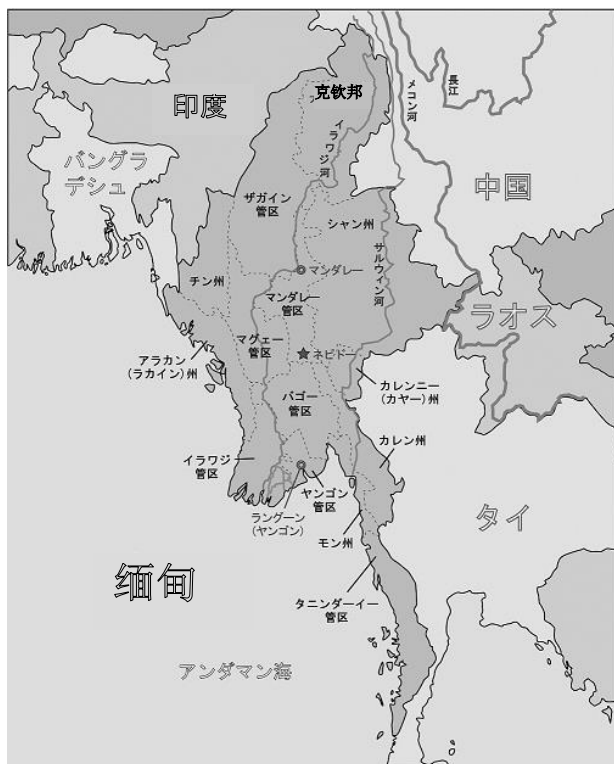 印度
克钦邦
メコン河
長江
バングラ
デシュ
イラワジ河
中国
ザガイン
管区
シャン州
サルウィン河
チン州
マンダレー
マンダレー
管区
ラオス
マグェー
管区
ネピドー
アラカン
(ラカイン)州
カレンニー
(カヤー)州
バゴー
管区
カレン州
イラワジ
管区
ヤンゴン
管区
ラングーン
(ヤンゴン)
タイ
モン州
缅甸
タニンダーイー
管区
アンダマン海